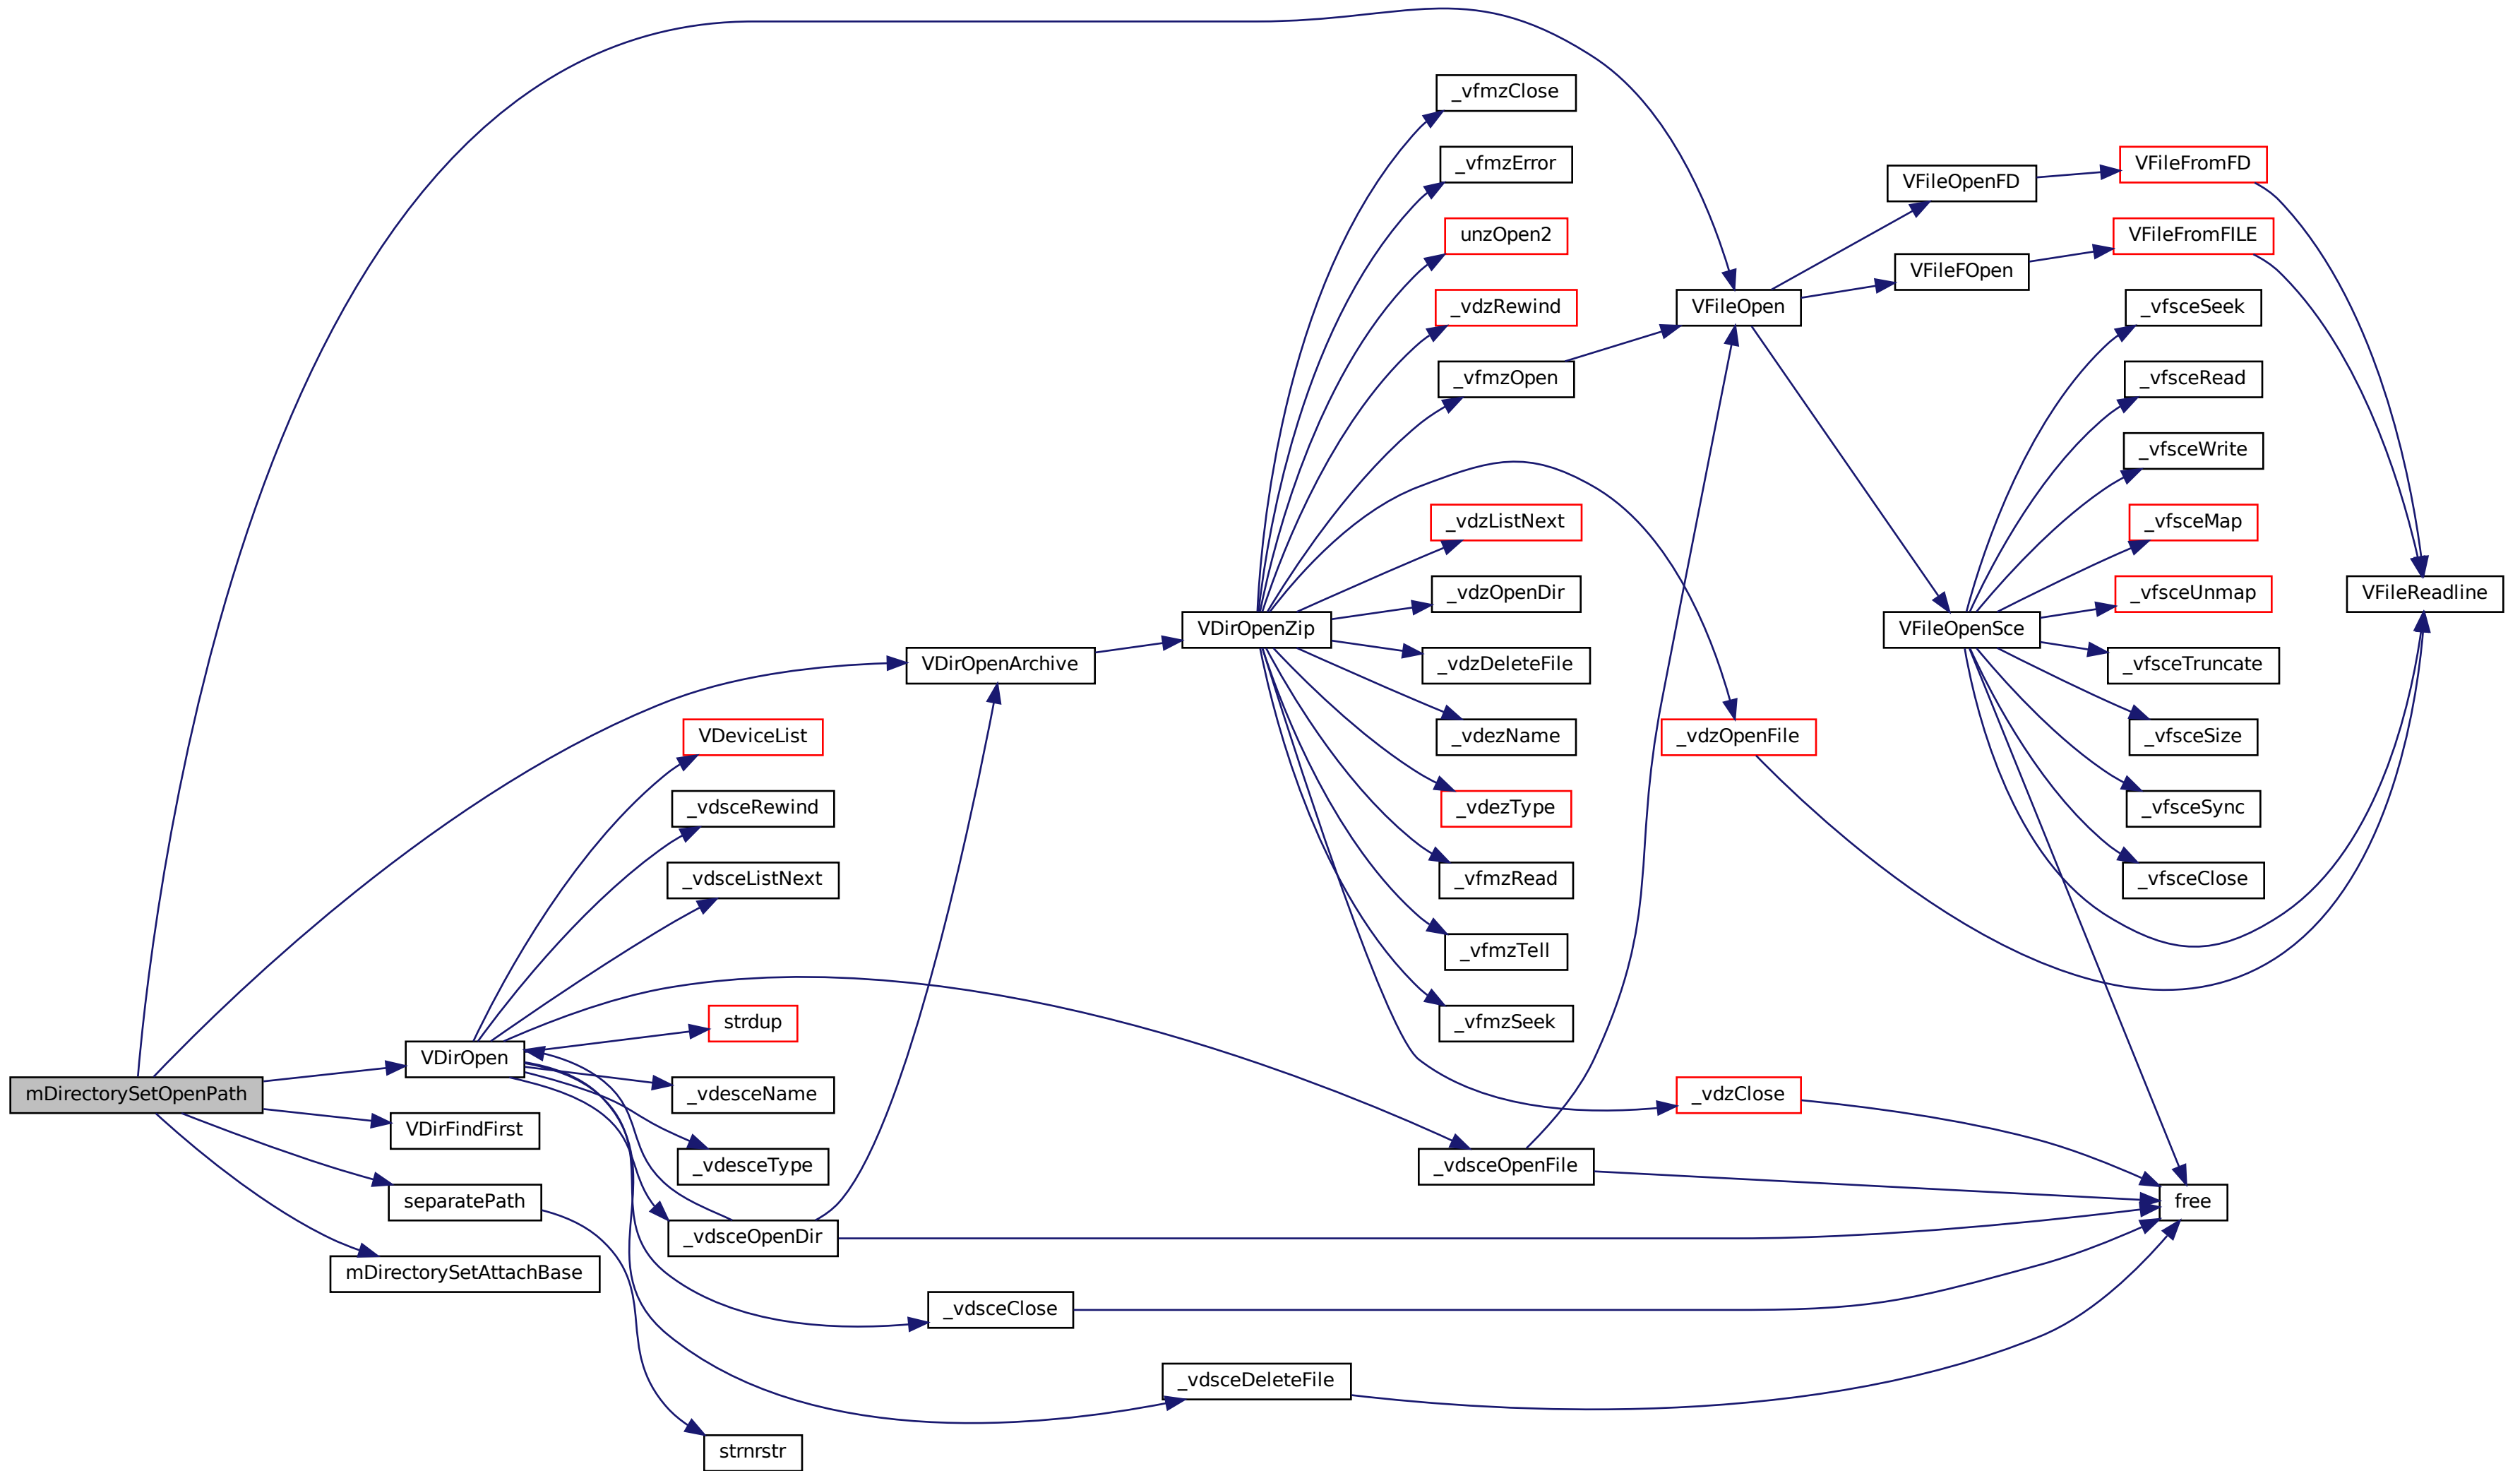 mDirectorySetOpenPath
VDirOpen
VDirFindFirst
separatePath
mDirectorySetAttachBase
VDeviceList
_vdsceRewind
_vdsceListNext
strdup
_vdesceName
_vdesceType
_vdsceOpenDir
strnrstr
VDirOpenArchive
_vdsceClose
_vdsceDeleteFile
VDirOpenZip
_vfmzClose
_vfmzError
unzOpen2
_vdzRewind
_vfmzOpen
_vdzListNext
_vdzOpenDir
_vdzDeleteFile
_vdezName
_vdezType
_vfmzRead
_vfmzTell
_vfmzSeek
_vdsceOpenFile
VFileOpen
_vdzOpenFile
_vdzClose
VFileOpenFD
VFileFOpen
VFileOpenSce
VFileFromFD
VFileFromFILE
_vfsceSeek
_vfsceRead
_vfsceWrite
_vfsceMap
_vfsceUnmap
_vfsceTruncate
_vfsceSize
_vfsceSync
_vfsceClose
free
VFileReadline